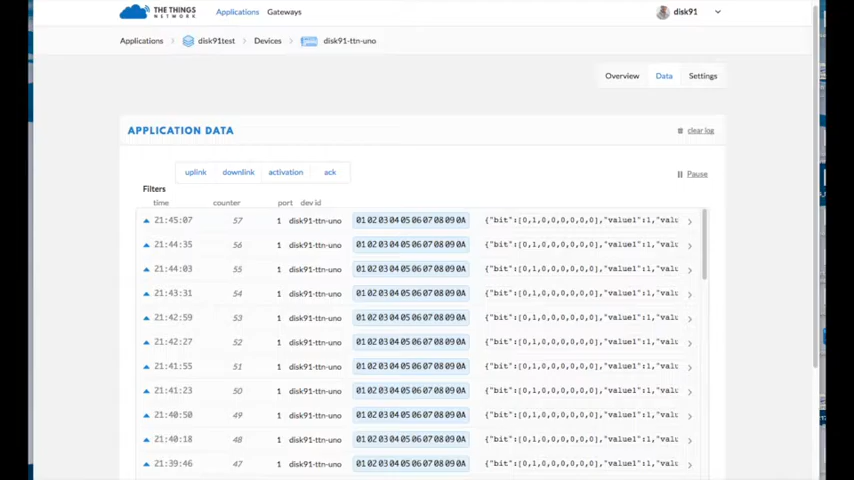 THE THINGS
NETWORK
Applications Gateways
disk91
Applications disk91test Devices disk91-ttn-uno
Overview Data Settings
APPLICATION DATA
clear log
uplink downlink activation ack
Pause
Filters
time counter port dev id
21:45:07 57 1 disk91-ttn-uno 01 02 03 04 05 06 07 08 09 0A {"bit":[0,1,0,0,0,0,0,0],"value1":1,"valu
21:44:35 56 1 disk91-ttn-uno 01 02 03 04 05 06 07 08 09 0A {"bit":[0,1,0,0,0,0,0,0],"value1":1,"valu
21:44:03 55 1 disk91-ttn-uno 01 02 03 04 05 06 07 08 09 0A {"bit":[0,1,0,0,0,0,0,0],"value1":1,"valu
21:43:31 54 1 disk91-ttn-uno 01 02 03 04 05 06 07 08 09 0A {"bit":[0,1,0,0,0,0,0,0],"value1":1,"valu
21:42:59 53 1 disk91-ttn-uno 01 02 03 04 05 06 07 08 09 0A {"bit":[0,1,0,0,0,0,0,0],"value1":1,"valu
21:42:27 52 1 disk91-ttn-uno 01 02 03 04 05 06 07 08 09 0A {"bit":[0,1,0,0,0,0,0,0],"value1":1,"valu
21:41:55 51 1 disk91-ttn-uno 01 02 03 04 05 06 07 08 09 0A {"bit":[0,1,0,0,0,0,0,0],"value1":1,"valu
21:41:23 50 1 disk91-ttn-uno 01 02 03 04 05 06 07 08 09 0A {"bit":[0,1,0,0,0,0,0,0],"value1":1,"valu
21:40:50 49 1 disk91-ttn-uno 01 02 03 04 05 06 07 08 09 0A {"bit":[0,1,0,0,0,0,0,0],"value1":1,"valu
21:40:18 48 1 disk91-ttn-uno 01 02 03 04 05 06 07 08 09 0A {"bit":[0,1,0,0,0,0,0,0],"value1":1,"valu
21:39:46 47 1 disk91-ttn-uno 01 02 03 04 05 06 07 08 09 0A {"bit":[0,1,0,0,0,0,0,0],"value1":1,"valu